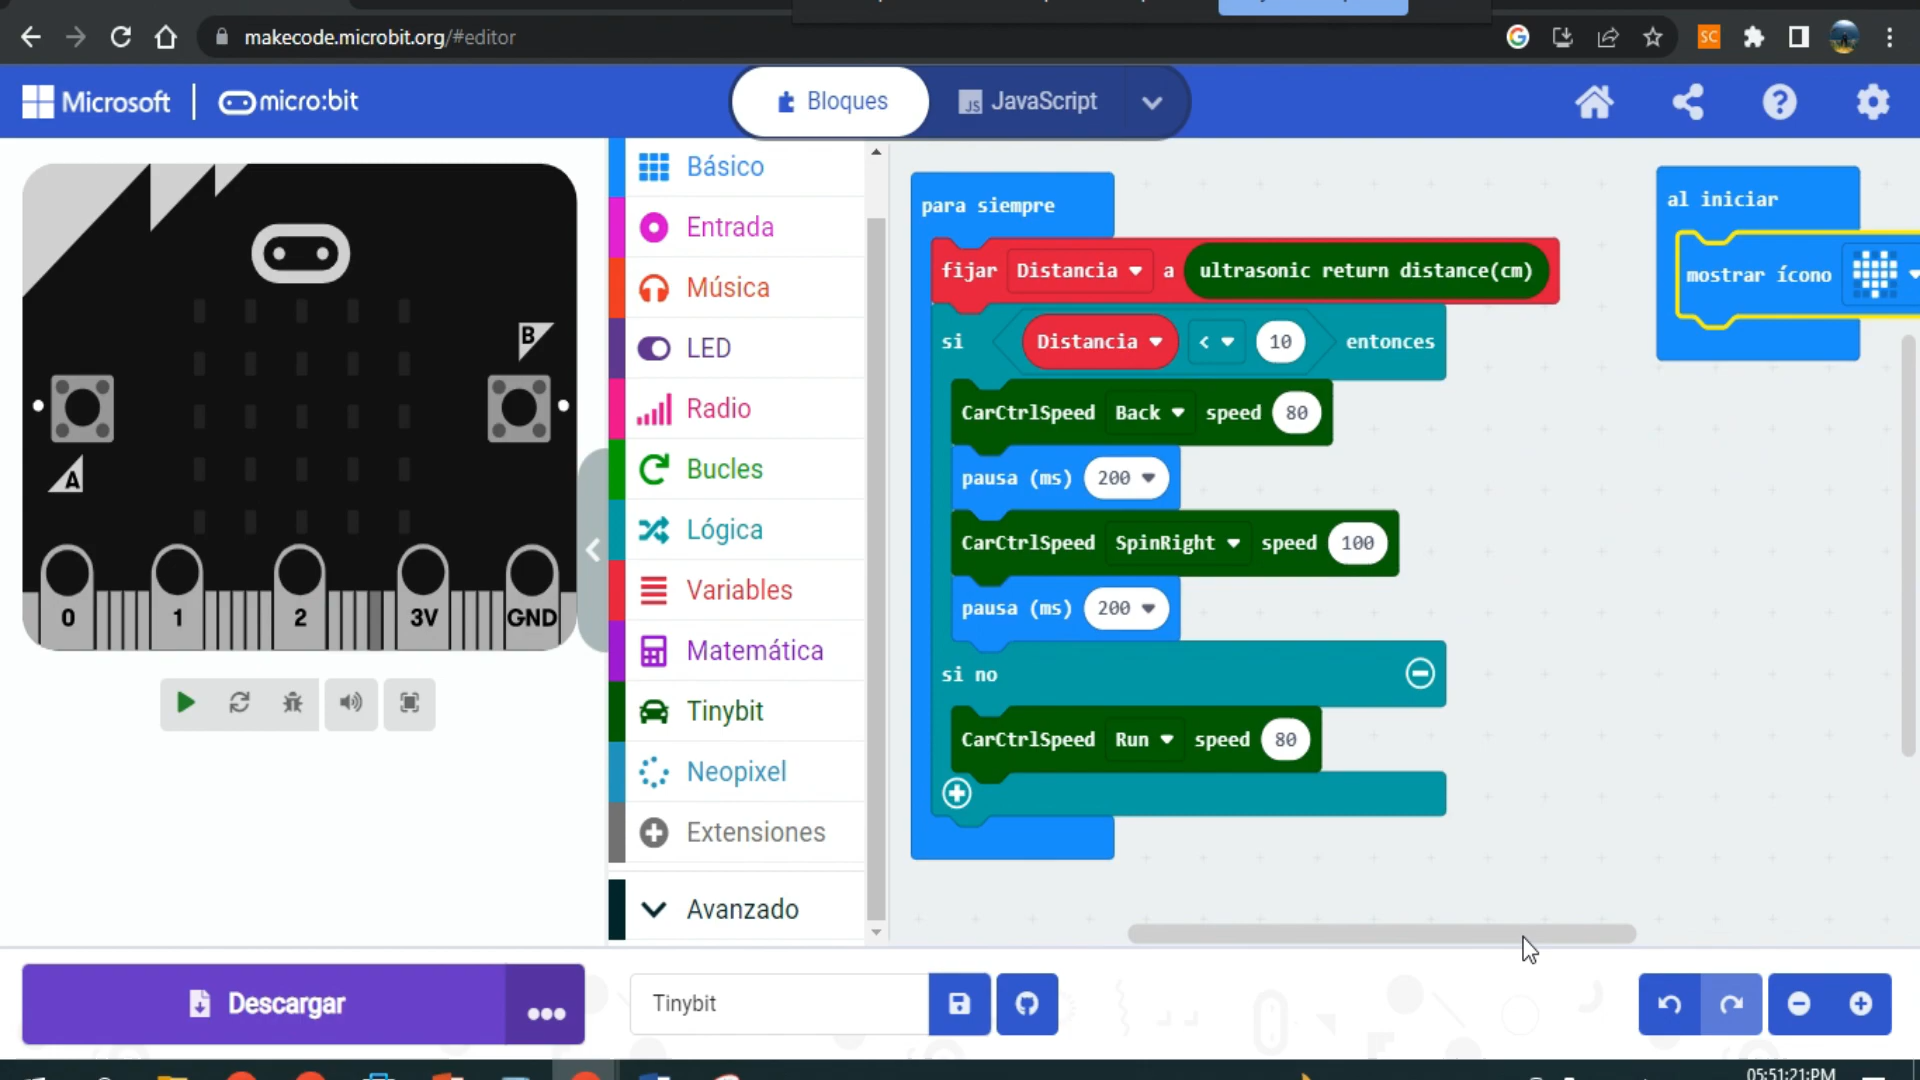 makecode.microbit.org/#editor
SC
Microsoft
micro:bit
Bloques
JS
JavaScript
?
B
A
0
1
2
3V
GND
Básico
Entrada
Música
LED
Radio
Bucles
Lógica
Variables
Matemática
Tinybit
Neopixel
Extensiones
Avanzado
para siempre
fijar Distancia a ultrasonic return distance(cm)
si Distancia < 10 entonces
CarCtrlSpeed Back speed 80
pausa (ms) 200
CarCtrlSpeed SpinRight speed 100
pausa (ms) 200
si no
CarCtrlSpeed Run speed 80
al iniciar
mostrar ícono
Descargar
Tinybit
05:51:21:PM